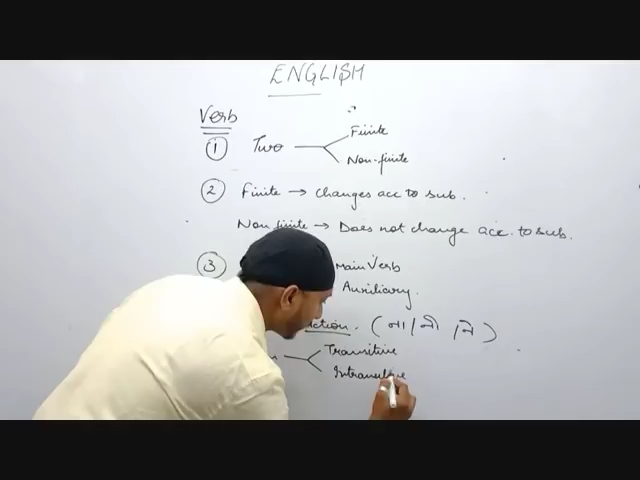 ENGLISH
Verb
① Two Finite
Non-finite
② Finite → Changes acc to sub.
Non finite → Does not change acc. to sub.
③ Main Verb
Auxiliary.
Action. (ना/नी/ने)
Transitive
Intransitive